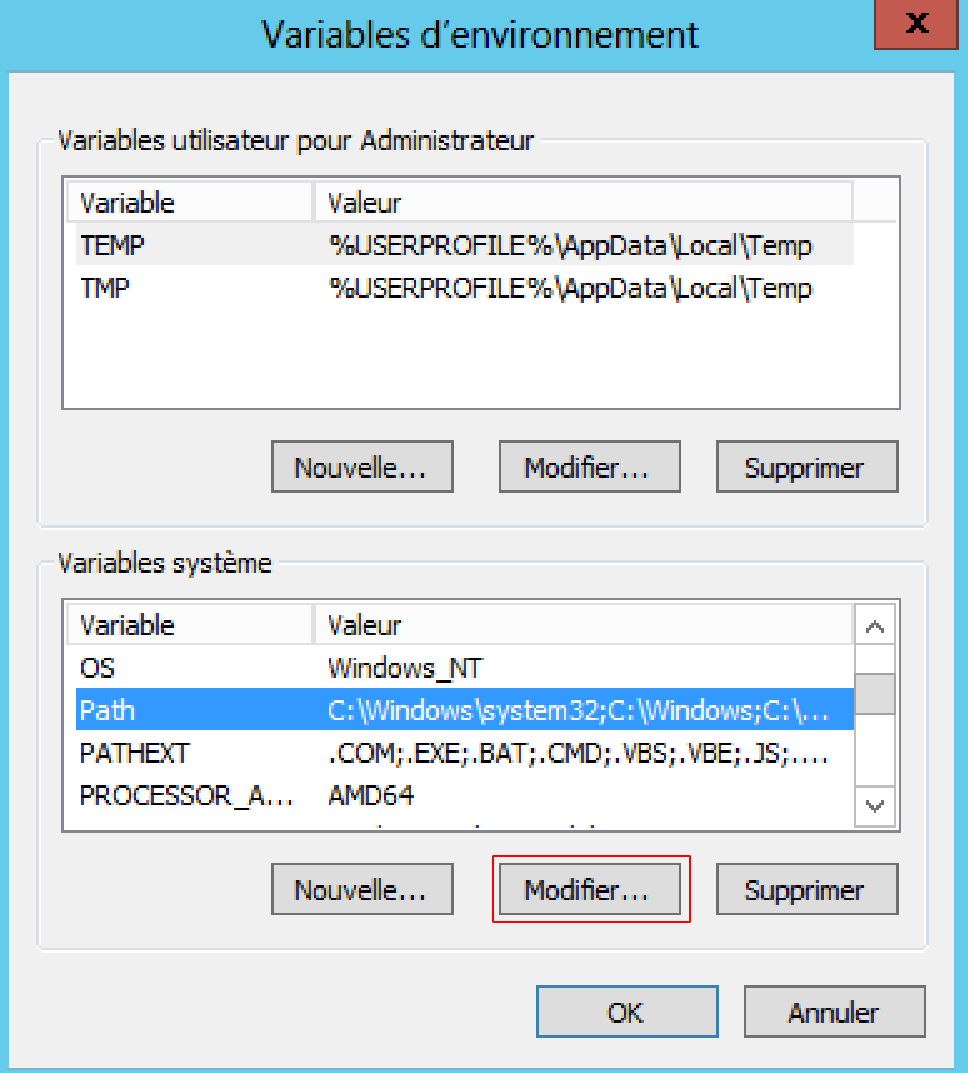 Variables d'environnement
x
Variables utilisateur pour Administrateur
Variable Valeur
TEMP %USERPROFILE%\AppData\Local\Temp
TMP %USERPROFILE%\AppData\Local\Temp
Nouvelle... Modifier... Supprimer
Variables système
Variable Valeur
OS Windows_NT
Path C:\Windows\system32;C:\Windows;C:\...
PATHEXT .COM;.EXE;.BAT;.CMD;.VBS;.VBE;.JS;....
PROCESSOR_A... AMD64
Nouvelle... Modifier... Supprimer
OK Annuler